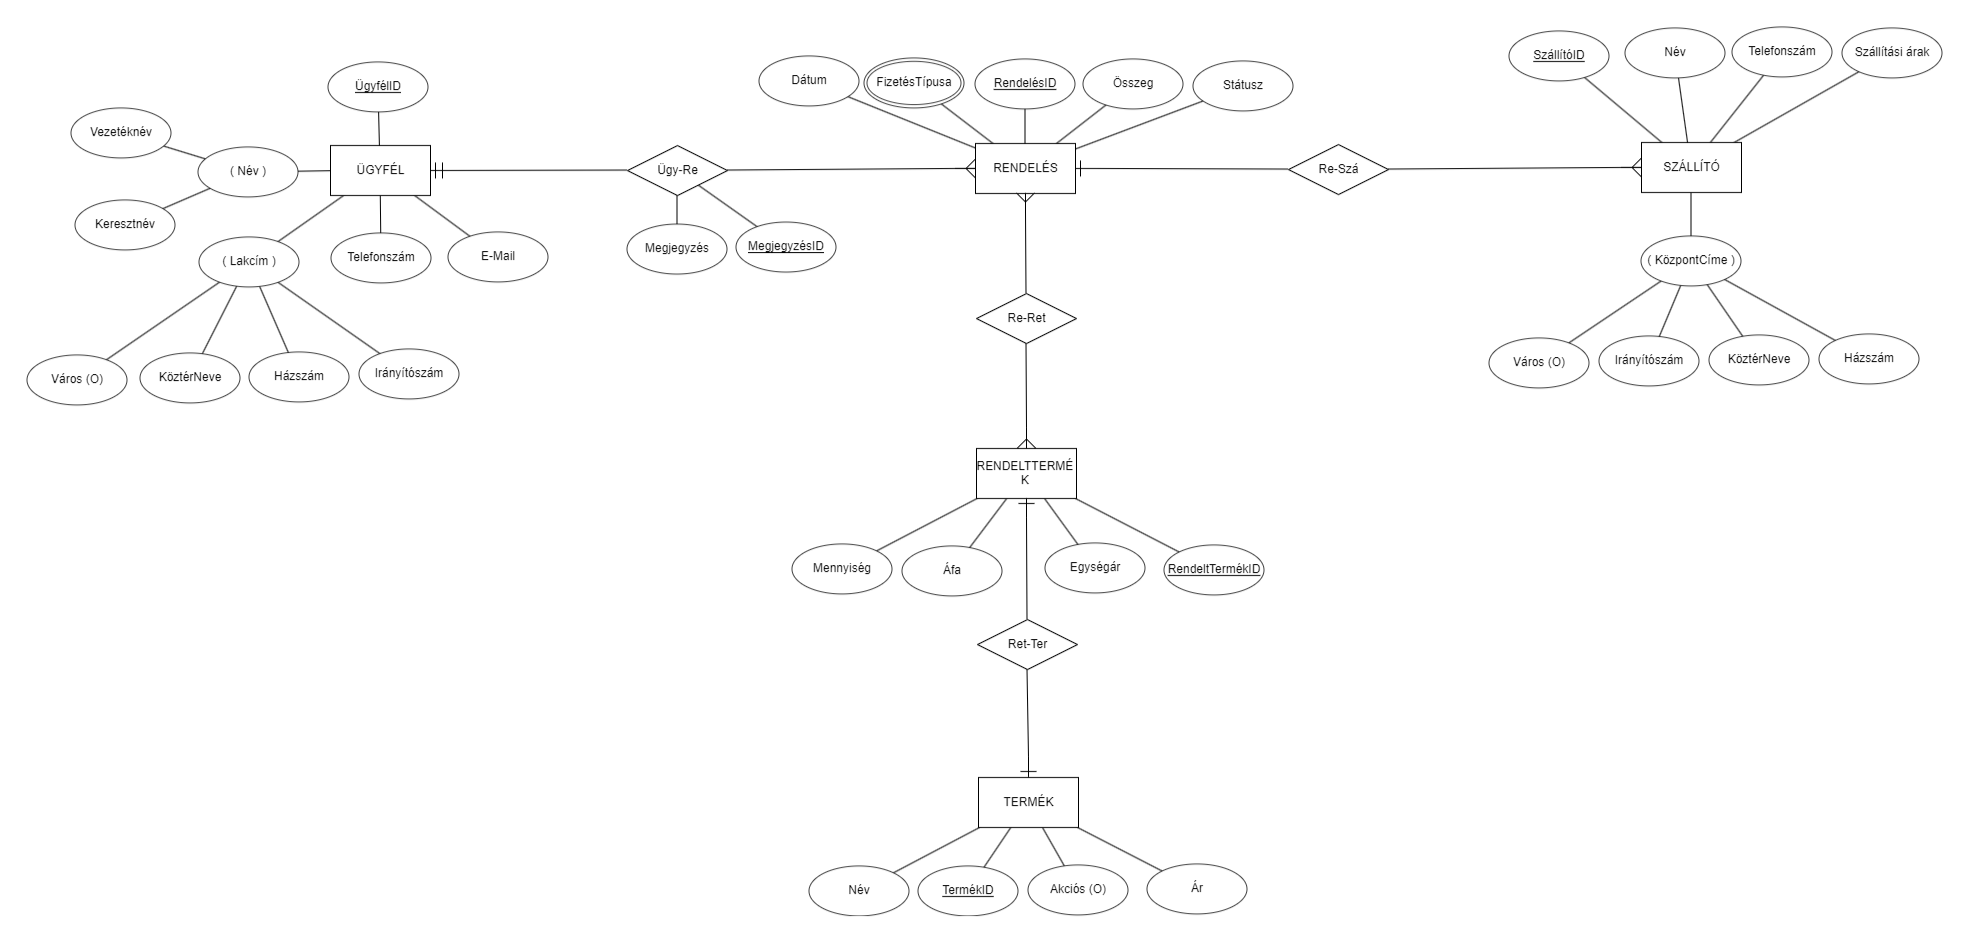 SzállítóID
Név
Telefonszám
Szállítási árak
Dátum
FizetésTípusa
RendelésID
Összeg
Státusz
ÜgyfélID
Vezetéknév
( Név )
Keresztnév
ÜGYFÉL
Ügy-Re
RENDELÉS
Re-Szá
SZÁLLÍTÓ
( Lakcím )
Telefonszám
E-Mail
Megjegyzés
MegjegyzésID
( KözpontCíme )
Re-Ret
Város (O)
KöztérNeve
Házszám
Irányítószám
Város (O)
Irányítószám
KöztérNeve
Házszám
RENDELTTERMÉ
K
Mennyiség
Áfa
Egységár
RendeltTermékID
Ret-Ter
TERMÉK
Név
TermékID
Akciós (O)
Ár